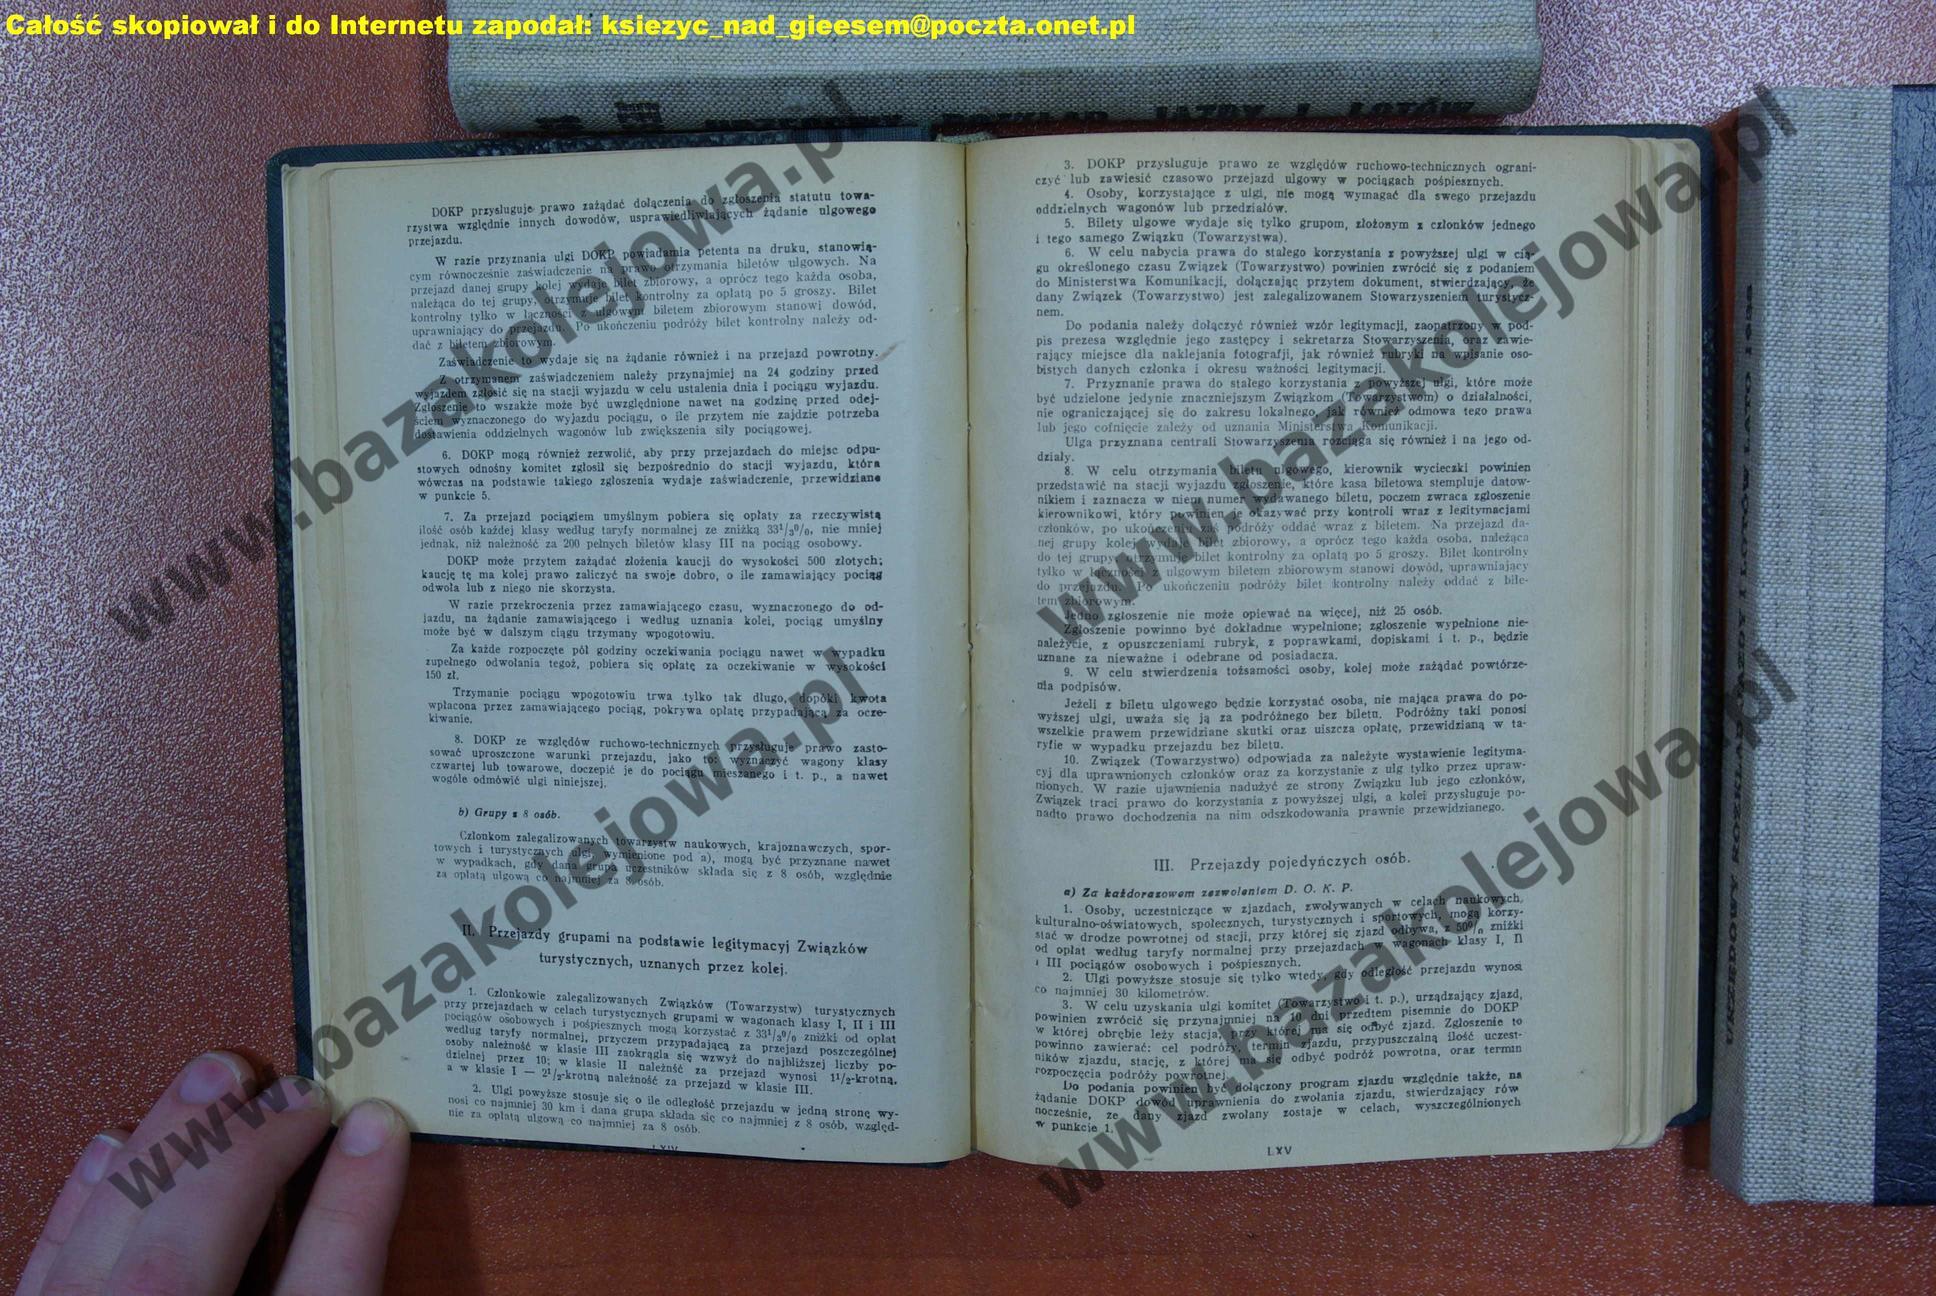 Całość skopiował i do Internetu zapodał: ksiezyc_nad_gieesem@poczta.onet.pl
DOKP przysługuje prawo zażądać dołączenia do zgłoszenia statutu towa-
rzystwa względnie innych dowodów, usprawiedliwiających żądanie ulgowego
przejazdu.
W razie przyznania ulgi DOKP powiadamia petenta na druku, stanowią-
cym równocześnie zaświadczenie na prawo otrzymania biletów ulgowych. Na
przejazd danej grupy kolej wydaje bilet zbiorowy, a oprócz tego każda osoba,
należąca do tej grupy, otrzymuje bilet kontrolny za opłatą po 5 groszy. Bilet
kontrolny tylko w łączności z ulgowym biletem zbiorowym stanowi dowód,
uprawniający do przejazdu. Po ukończeniu podróży bilet kontrolny należy od-
dać z biletem zbiorowym.
Zaświadczenie to wydaje się na żądanie również i na przejazd powrotny.
Z otrzymanem zaświadczeniem należy przynajmniej na 24 godziny przed
wyjazdem zgłosić się na stacji wyjazdu w celu ustalenia dnia i pociągu wyjazdu.
Zgłoszenie to wszakże może być uwzględnione nawet na godzinę przed odej-
ściem wyznaczonego do wyjazdu pociągu, o ile przytem nie zajdzie potrzeba
dostawienia oddzielnych wagonów lub zwiększenia siły pociągowej.
6. DOKP mogą również zezwolić, aby przy przejazdach do miejsc odpu-
stowych odnośny komitet zgłosił się bezpośrednio do stacji wyjazdu, która
wówczas na podstawie takiego zgłoszenia wydaje zaświadczenie, przewidziane
w punkcie 5.
7. Za przejazd pociągiem umyślnym pobiera się opłaty za rzeczywistą
ilość osób każdej klasy według taryfy normalnej ze zniżką 33¹/₃⁰/₀, nie mniej
jednak, niż należność za 200 pełnych biletów klasy III na pociąg osobowy.
DOKP może przytem zażądać złożenia kaucji do wysokości 500 złotych;
kaucję tę ma kolej prawo zaliczyć na swoje dobro, o ile zamawiający pociąg
odwoła lub z niego nie skorzysta.
W razie przekroczenia przez zamawiającego czasu, wyznaczonego do od-
jazdu, na żądanie zamawiającego i według uznania kolei, pociąg umyślny
może być w dalszym ciągu trzymany wpogotowiu.
Za każde rozpoczęte pół godziny oczekiwania pociągu nawet w wypadku
zupełnego odwołania tegoż, pobiera się opłatę za oczekiwanie w wysokości
150 zł.
Trzymanie pociągu wpogotowiu trwa tylko tak długo, dopóki kwota
wpłacona przez zamawiającego pociąg, pokrywa opłatę przypadającą za ocze-
kiwanie.
8. DOKP ze względów ruchowo-technicznych przysługuje prawo zasto-
sować uproszczone warunki przejazdu, jako to: wyznaczyć wagony klasy
czwartej lub towarowe, doczepić je do pociągu mieszanego i t. p., a nawet
wogóle odmówić ulgi niniejszej.
b) Grupy z 8 osób.
Członkom zalegalizowanych towarzystw naukowych, krajoznawczych, spor-
towych i turystycznych ulgi, wymienione pod a), mogą być przyznane nawet
w wypadkach, gdy dana grupa uczestników składa się z 8 osób, względnie
za opłatą ulgową co najmniej za 8 osób.
II. Przejazdy grupami na podstawie legitymacyj Związków
turystycznych, uznanych przez kolej.
1. Członkowie zalegalizowanych Związków (Towarzystw) turystycznych
przy przejazdach w celach turystycznych grupami w wagonach klasy I, II i III
pociągów osobowych i pośpiesznych mogą korzystać z 33¹/₃⁰/₀ zniżki od opłat
według taryfy normalnej, przyczem przypadającą za przejazd poszczególnej
osoby należność w klasie III zaokrągla się wzwyż do najbliższej liczby po-
dzielnej przez 10; w klasie II należność za przejazd wynosi 1¹/₂-krotną,
a w klasie I — 2¹/₂-krotną należność za przejazd w klasie III.
2. Ulgi powyższe stosuje się o ile odległość przejazdu w jedną stronę wy-
nosi co najmniej 30 km i dana grupa składa się co najmniej z 8 osób, względ-
nie za opłatą ulgową co najmniej za 8 osób.
LXIV
3. DOKP przysługuje prawo ze względów ruchowo-technicznych ograni-
czyć lub zawiesić czasowo przejazd ulgowy w pociągach pośpiesznych.
4. Osoby, korzystające z ulgi, nie mogą wymagać dla swego przejazdu
oddzielnych wagonów lub przedziałów.
5. Bilety ulgowe wydaje się tylko grupom, złożonym z członków jednego
i tego samego Związku (Towarzystwa).
6. W celu nabycia prawa do stałego korzystania z powyższej ulgi w cią-
gu określonego czasu Związek (Towarzystwo) powinien zwrócić się z podaniem
do Ministerstwa Komunikacji, dołączając przytem dokument, stwierdzający, że
dany Związek (Towarzystwo) jest zalegalizowanem Stowarzyszeniem turystycz-
nem.
Do podania należy dołączyć również wzór legitymacji, zaopatrzony w pod-
pis prezesa względnie jego zastępcy i sekretarza Stowarzyszenia, oraz zawie-
rający miejsce dla naklejania fotografji, jak również rubryki na wpisanie oso-
bistych danych członka i okresu ważności legitymacji.
7. Przyznanie prawa do stałego korzystania z powyższej ulgi, które może
być udzielone jedynie znaczniejszym Związkom (Towarzystwom) o działalności,
nie ograniczającej się do zakresu lokalnego, jak również odmowa tego prawa
lub jego cofnięcie zależy od uznania Ministerstwa Komunikacji.
Ulga przyznana centrali Stowarzyszenia rozciąga się również i na jego od-
działy.
8. W celu otrzymania biletu ulgowego, kierownik wycieczki powinien
przedstawić na stacji wyjazdu zgłoszenie, które kasa biletowa stempluje datow-
nikiem i zaznacza w niem numer wydawanego biletu, poczem zwraca zgłoszenie
kierownikowi, który powinien je okazywać przy kontroli wraz z legitymacjami
członków, po ukończeniu zaś podróży oddać wraz z biletem. Na przejazd da-
nej grupy kolej wydaje bilet zbiorowy, a oprócz tego każda osoba, należąca
do tej grupy otrzymuje bilet kontrolny za opłatą po 5 groszy. Bilet kontrolny
tylko w łączności z ulgowym biletem zbiorowym stanowi dowód, uprawniający
do przejazdu. Po ukończeniu podróży bilet kontrolny należy oddać z bile-
tem zbiorowym.
Jedno zgłoszenie nie może opiewać na więcej, niż 25 osób.
Zgłoszenie powinno być dokładnie wypełnione; zgłoszenie wypełnione nie-
należycie, z opuszczeniami rubryk, z poprawkami, dopiskami i t. p., będzie
uznane za nieważne i odebrane od posiadacza.
9. W celu stwierdzenia tożsamości osoby, kolej może zażądać powtórze-
nia podpisów.
Jeżeli z biletu ulgowego będzie korzystać osoba, nie mająca prawa do po-
wyższej ulgi, uważa się ją za podróżnego bez biletu. Podróżny taki ponosi
wszelkie prawem przewidziane skutki oraz uiszcza opłatę, przewidzianą w ta-
ryfie w wypadku przejazdu bez biletu.
10. Związek (Towarzystwo) odpowiada za należyte wystawienie legityma-
cyj dla uprawnionych członków oraz za korzystanie z ulg tylko przez upraw-
nionych. W razie ujawnienia nadużyć ze strony Związku lub jego członków,
Związek traci prawo do korzystania z powyższej ulgi, a kolei przysługuje po-
nadto prawo dochodzenia na nim odszkodowania prawnie przewidzianego.
III. Przejazdy pojedyńczych osób.
a) Za każdorazowem zezwoleniem D. O. K. P.
1. Osoby, uczestniczące w zjazdach, zwoływanych w celach naukowych,
kulturalno-oświatowych, społecznych, turystycznych i sportowych, mogą korzy-
stać w drodze powrotnej od stacji, przy której się zjazd odbywa, z 50⁰/₀ zniżki
od opłat według taryfy normalnej przy przejazdach w wagonach klasy I, II
i III pociągów osobowych i pośpiesznych.
2. Ulgi powyższe stosuje się tylko wtedy, gdy odległość przejazdu wynosi
co najmniej 30 kilometrów.
3. W celu uzyskania ulgi komitet (Towarzystwo i t. p.), urządzający zjazd,
powinien zwrócić się przynajmniej na 10 dni przedtem pisemnie do DOKP
w której obrębie leży stacja, przy której ma się odbyć zjazd. Zgłoszenie to
powinno zawierać: cel podróży, termin zjazdu, przypuszczalną ilość uczest-
ników zjazdu, stację, z której ma się odbyć podróż powrotna, oraz termin
rozpoczęcia podróży powrotnej.
Do podania powinien być dołączony program zjazdu względnie także, na
żądanie DOKP dowód uprawnienia do zwołania zjazdu, stwierdzający rów
nocześnie, że dany zjazd zwołany zostaje w celach, wyszczególnionych
w punkcie 1.
LXV
www.bazakolejowa.pl
www.bazakolejowa.pl
www.bazakolejowa.pl
www.bazakolejowa.pl